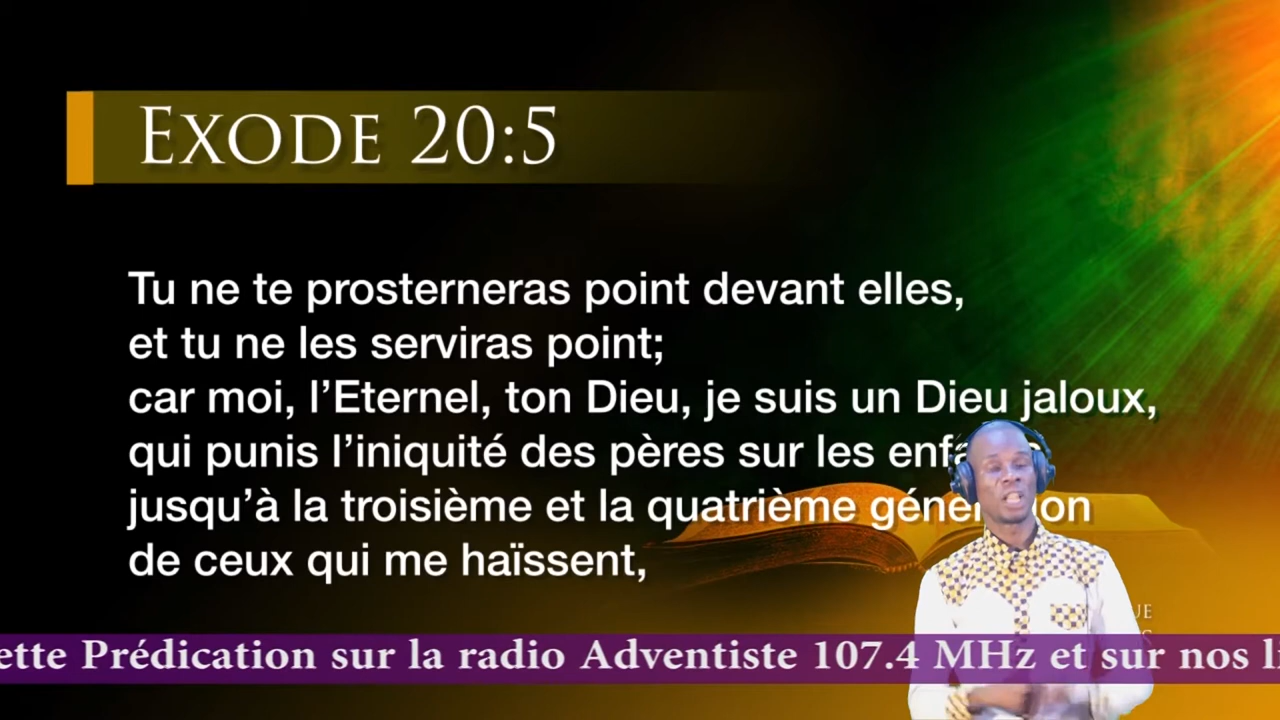 EXODE 20:5
Tu ne te prosterneras point devant elles,
et tu ne les serviras point;
car moi, l’Eternel, ton Dieu, je suis un Dieu jaloux,
qui punis l’iniquité des pères sur les
jusqu’à la troisième et la quatrième
de ceux qui me haïssent,
Prédication sur la radio Adventiste 107.4 MHz et sur nos